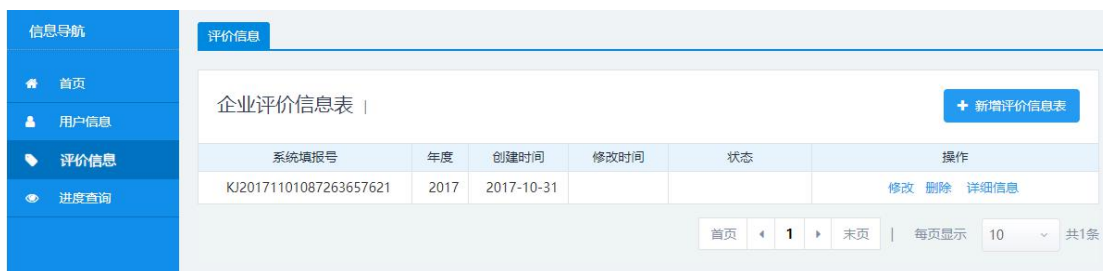 信息导航
首页
用户信息
评价信息
进度查询
评价信息
企业评价信息表 |
+ 新增评价信息表
系统填报号 年度 创建时间 修改时间 状态 操作
KJ20171101087263657621 2017 2017-10-31 修改 删除 详细信息
首页 1 末页 | 每页显示 10 共1条